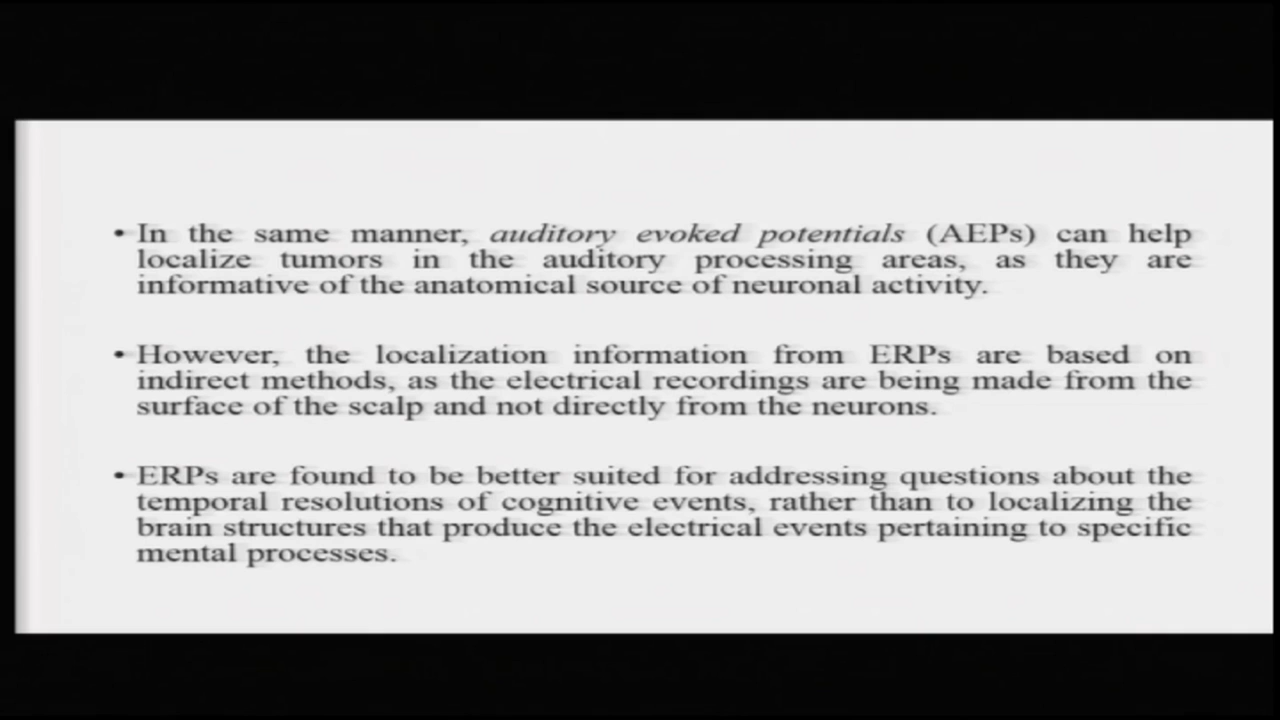 • In the same manner, auditory evoked potentials (AEPs) can help
localize tumors in the auditory processing areas, as they are
informative of the anatomical source of neuronal activity.
• However, the localization information from ERPs are based on
indirect methods, as the electrical recordings are being made from the
surface of the scalp and not directly from the neurons.
• ERPs are found to be better suited for addressing questions about the
temporal resolutions of cognitive events, rather than to localizing the
brain structures that produce the electrical events pertaining to specific
mental processes.